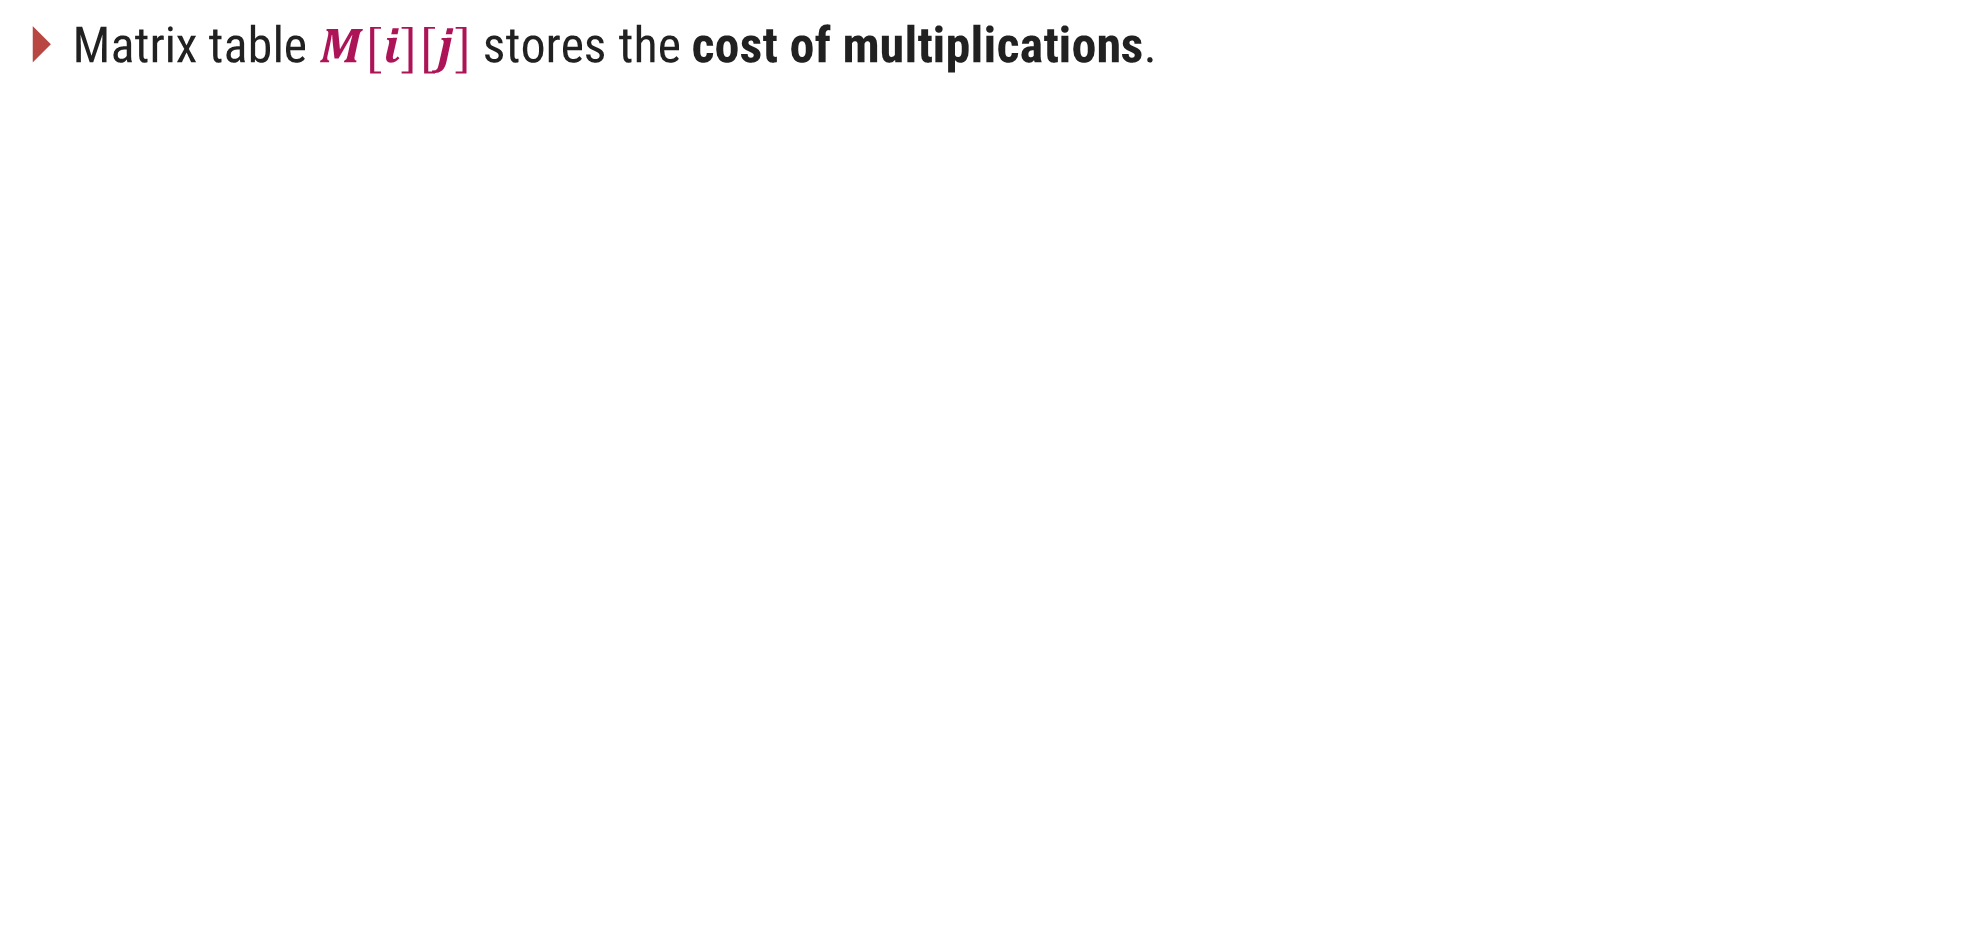 Matrix table M[i][j] stores the cost of multiplications.